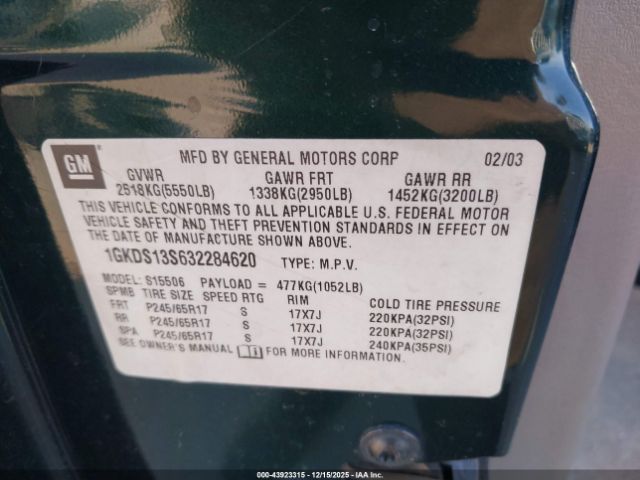 GM
MFD BY GENERAL MOTORS CORP 02/03
GVWR GAWR FRT GAWR RR
2518KG(5550LB) 1338KG(2950LB) 1452KG(3200LB)
THIS VEHICLE CONFORMS TO ALL APPLICABLE U.S. FEDERAL MOTOR
VEHICLE SAFETY AND THEFT PREVENTION STANDARDS IN EFFECT ON
THE DATE OF MANUFACTURE SHOWN ABOVE.
1GKDS13S632284620 TYPE: M.P.V.
MODEL: S15506 PAYLOAD = 477KG(1052LB)
SPMB TIRE SIZE SPEED RTG RIM COLD TIRE PRESSURE
FRT P245/65R17 S 17X7J 220KPA(32PSI)
RR P245/65R17 S 17X7J 220KPA(32PSI)
SPA P245/65R17 S 17X7J 240KPA(35PSI)
SEE OWNER'S MANUAL i FOR MORE INFORMATION.
000-43923315 - 12/15/2025 - IAAI.COM